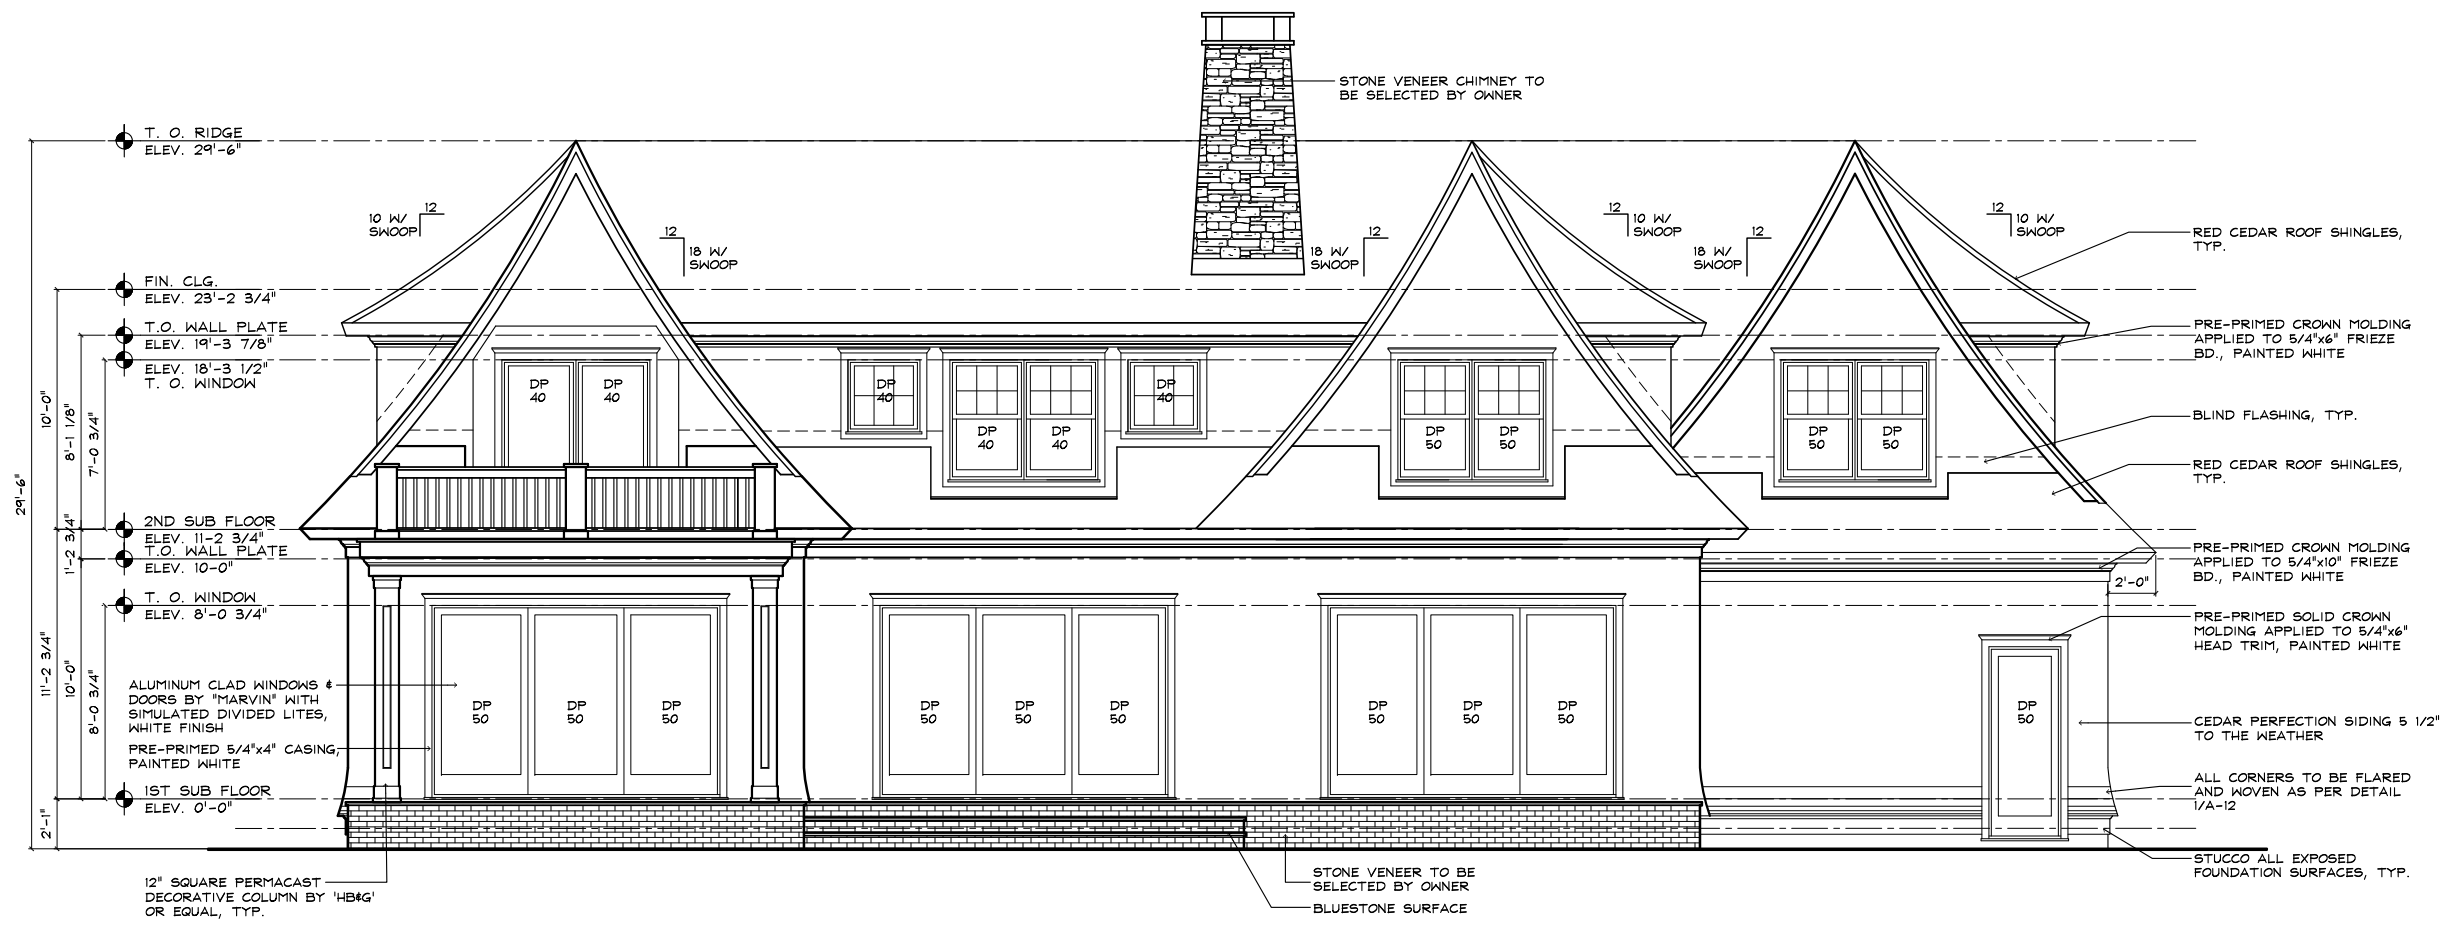 STONE VENEER CHIMNEY TO
BE SELECTED BY OWNER
T. O. RIDGE
ELEV. 29'-6"
12
10 W/
SWOOP
12
18 W/
SWOOP
12
18 W/
SWOOP
12
10 W/
SWOOP
12
18 W/
SWOOP
12
10 W/
SWOOP
RED CEDAR ROOF SHINGLES,
TYP.
FIN. CLG.
ELEV. 23'-2 3/4"
T.O. WALL PLATE
ELEV. 19'-3 7/8"
ELEV. 18'-3 1/2"
T. O. WINDOW
PRE-PRIMED CROWN MOLDING
APPLIED TO 5/4"x6" FRIEZE
BD., PAINTED WHITE
DP
40
DP
40
DP
40
DP
40
DP
40
DP
40
DP
50
DP
50
DP
50
DP
50
BLIND FLASHING, TYP.
RED CEDAR ROOF SHINGLES,
TYP.
10'-0"
8'-1 1/8"
7'-0 3/4"
29'-6"
1'-2 3/4"
2ND SUB FLOOR
ELEV. 11-2 3/4"
T.O. WALL PLATE
ELEV. 10-0"
PRE-PRIMED CROWN MOLDING
APPLIED TO 5/4"x10" FRIEZE
BD., PAINTED WHITE
2'-0"
T. O. WINDOW
ELEV. 8'-0 3/4"
PRE-PRIMED SOLID CROWN
MOLDING APPLIED TO 5/4"x6"
HEAD TRIM, PAINTED WHITE
11'-2 3/4"
10'-0"
8'-0 3/4"
ALUMINUM CLAD WINDOWS &
DOORS BY "MARVIN" WITH
SIMULATED DIVIDED LITES,
WHITE FINISH
PRE-PRIMED 5/4"x4" CASING,
PAINTED WHITE
DP
50
DP
50
DP
50
DP
50
DP
50
DP
50
DP
50
DP
50
DP
50
DP
50
CEDAR PERFECTION SIDING 5 1/2"
TO THE WEATHER
1ST SUB FLOOR
ELEV. 0'-0"
2'-1"
ALL CORNERS TO BE FLARED
AND WOVEN AS PER DETAIL
1/A-12
STUCCO ALL EXPOSED
FOUNDATION SURFACES, TYP.
12" SQUARE PERMACAST
DECORATIVE COLUMN BY 'HB&G'
OR EQUAL, TYP.
STONE VENEER TO BE
SELECTED BY OWNER
BLUESTONE SURFACE